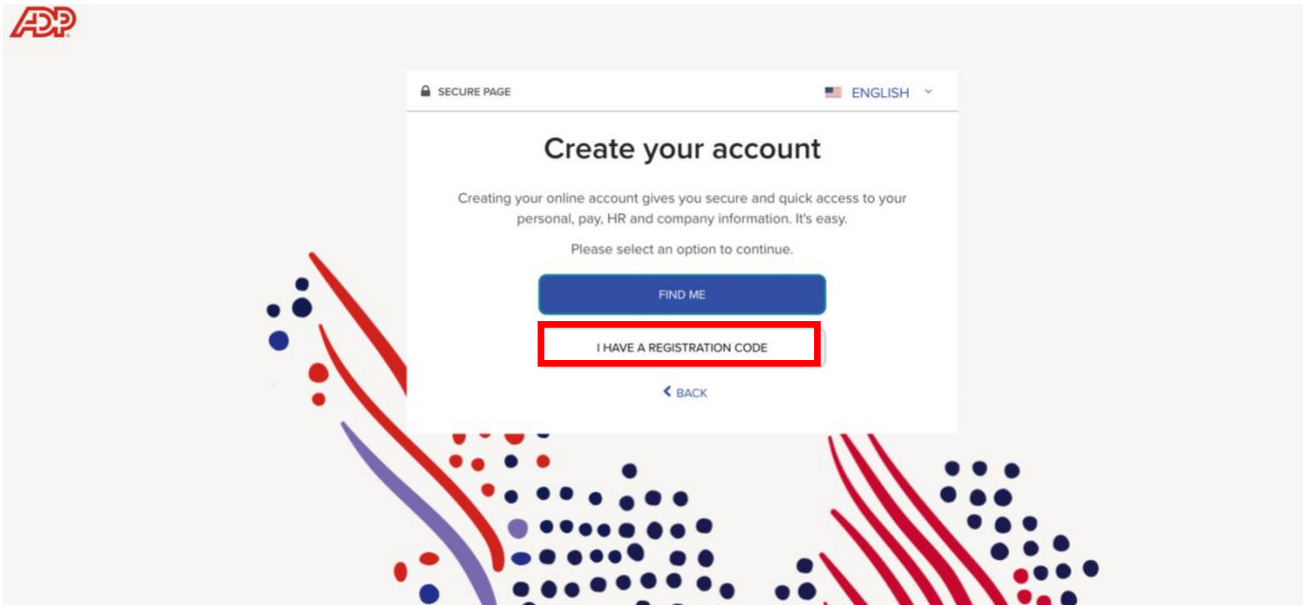 ADP
SECURE PAGE
ENGLISH
Create your account
Creating your online account gives you secure and quick access to your
personal, pay, HR and company information. It's easy.
Please select an option to continue.
FIND ME
I HAVE A REGISTRATION CODE
BACK